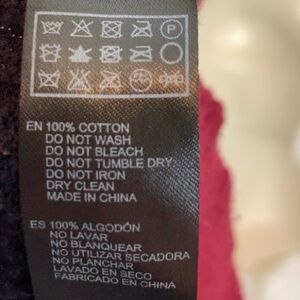 P
EN 100% COTTON
DO NOT WASH
DO NOT BLEACH
DO NOT TUMBLE DRY
DO NOT IRON
DRY CLEAN
MADE IN CHINA
ES 100% ALGODÓN
NO LAVAR
NO BLANQUEAR
NO UTILIZAR SECADORA
NO PLANCHAR
LAVADO EN SECO
FABRICADO EN CHINA